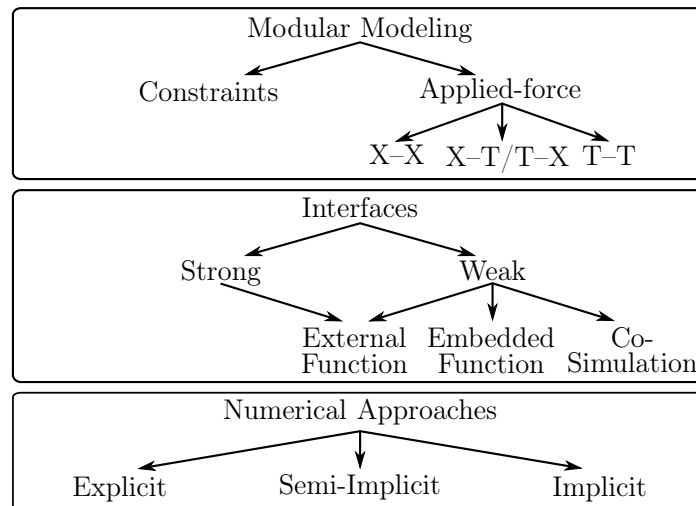 Modular Modeling
Constraints Applied-force
X–X X–T/T–X T–T
Interfaces
Strong Weak
External Embedded Co-
Function Function Simulation
Numerical Approaches
Explicit Semi-Implicit Implicit